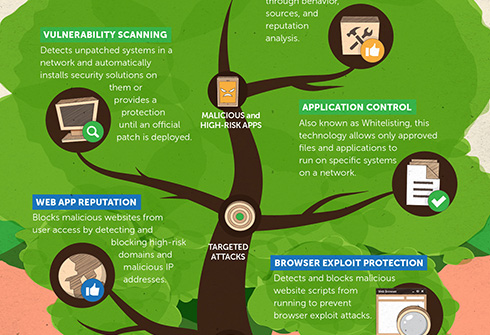 through behavior,
sources, and
reputation
analysis.
VULNERABILITY SCANNING
Detects unpatched systems in a
network and automatically
installs security solutions on
them or
provides a
protection
until an official
patch is deployed.
MALICIOUS and
HIGH-RISK APPS
APPLICATION CONTROL
Also known as Whitelisting, this
technology allows only approved
files and applications to
run on specific systems
on a network.
WEB APP REPUTATION
Blocks malicious websites from
user access by detecting and
blocking high-risk
domains and
malicious IP
addresses.
TARGETED
ATTACKS
BROWSER EXPLOIT PROTECTION
Detects and blocks malicious
website scripts from
running to prevent
browser exploit attacks.
Web Browser